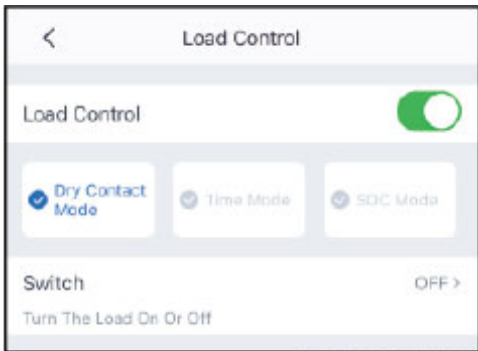 Load Control
Load Control
Dry Contact
Mode
Time Mode
SOC Mode
Switch
OFF >
Turn The Load On Or Off